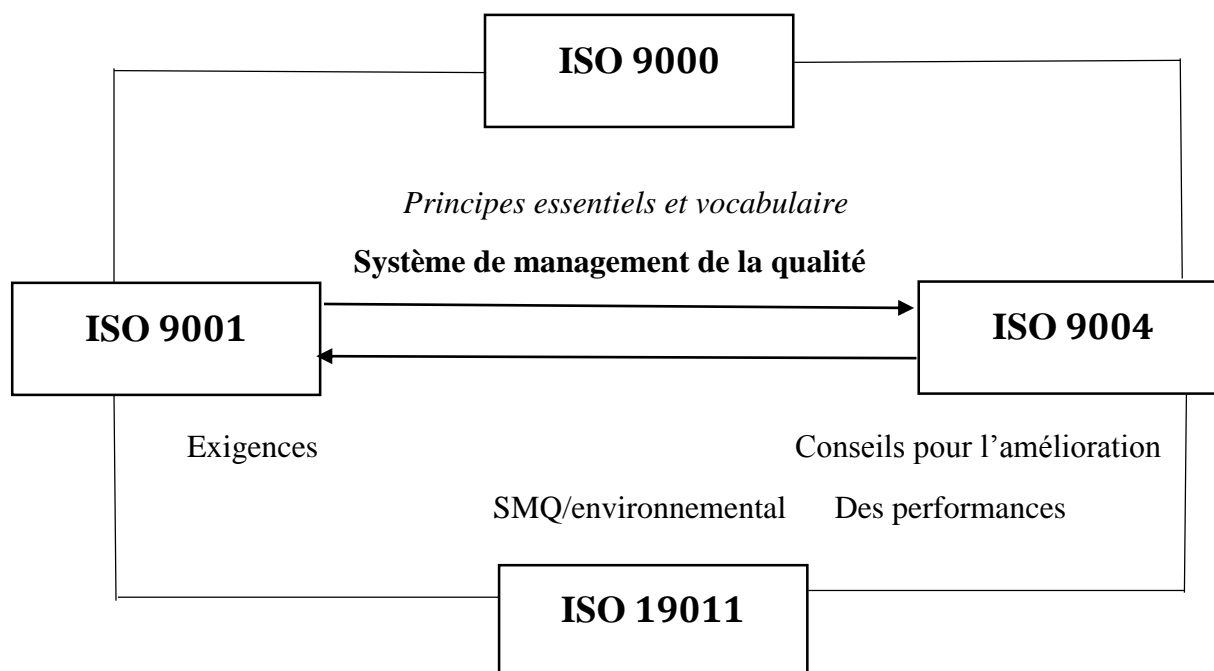 ISO 9000
Principes essentiels et vocabulaire
Système de management de la qualité
ISO 9001
ISO 9004
Exigences
Conseils pour l’amélioration
SMQ/environnemental
Des performances
ISO 19011